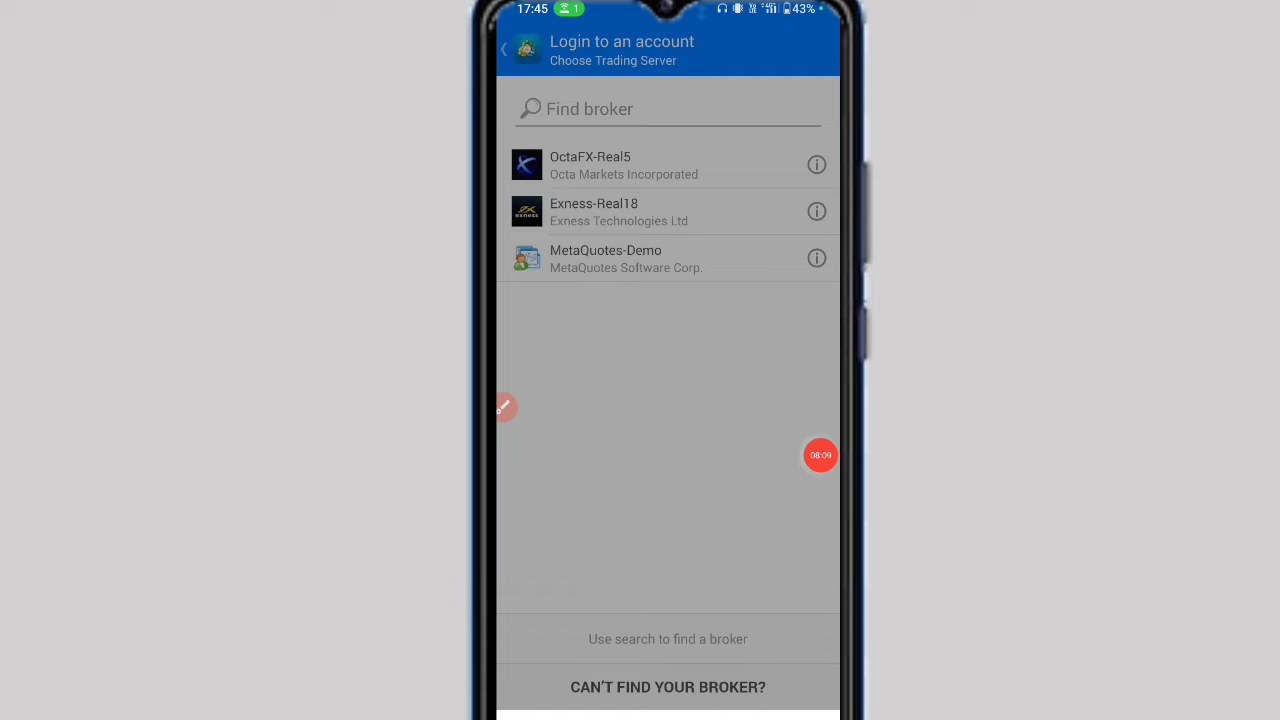 17:45 1 43%
Login to an account
Choose Trading Server
Find broker
OctaFX-Real5
Octa Markets Incorporated
Exness-Real18
exness
Exness Technologies Ltd
MetaQuotes-Demo
MetaQuotes Software Corp.
08:09
Use search to find a broker
CAN'T FIND YOUR BROKER?